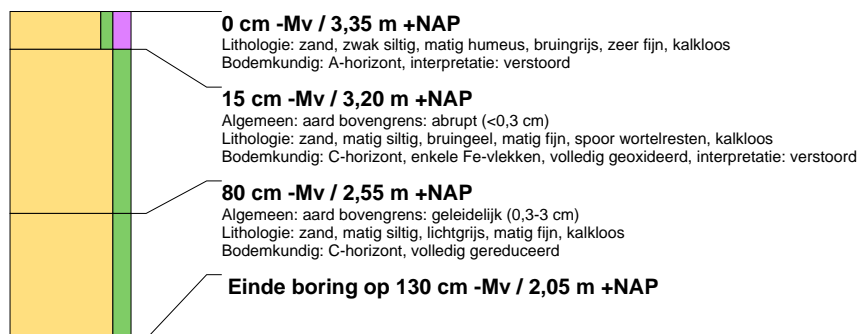 0 cm -Mv / 3,35 m +NAP
Lithologie: zand, zwak siltig, matig humeus, bruingrijs, zeer fijn, kalkloos
Bodemkundig: A-horizont, interpretatie: verstoord
15 cm -Mv / 3,20 m +NAP
Algemeen: aard bovengrens: abrupt (<0,3 cm)
Lithologie: zand, matig siltig, bruingeel, matig fijn, spoor wortelresten, kalkloos
Bodemkundig: C-horizont, enkele Fe-vlekken, volledig geoxideerd, interpretatie: verstoord
80 cm -Mv / 2,55 m +NAP
Algemeen: aard bovengrens: geleidelijk (0,3-3 cm)
Lithologie: zand, matig siltig, lichtgrijs, matig fijn, kalkloos
Bodemkundig: C-horizont, volledig gereduceerd
Einde boring op 130 cm -Mv / 2,05 m +NAP